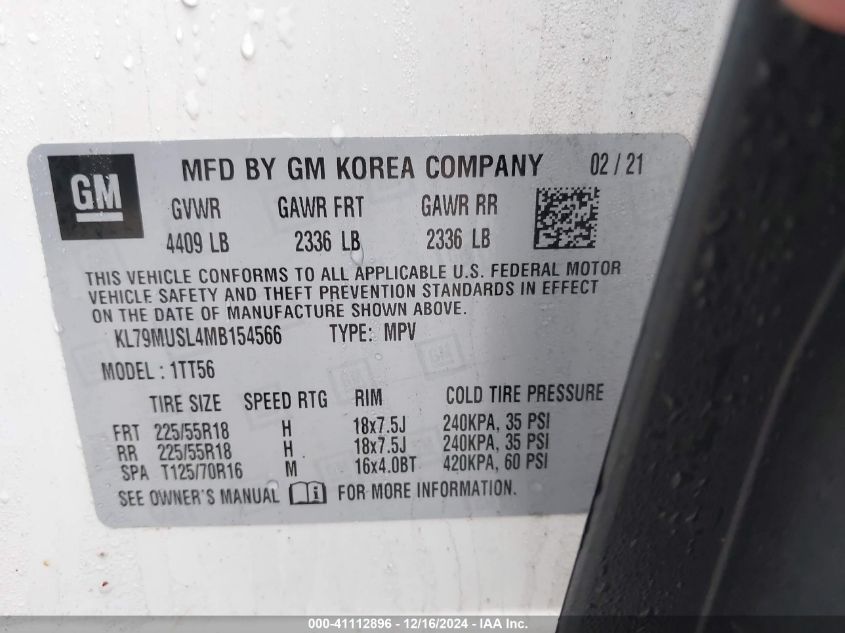 GM
MFD BY GM KOREA COMPANY 02 / 21
GVWR GAWR FRT GAWR RR
4409 LB 2336 LB 2336 LB
THIS VEHICLE CONFORMS TO ALL APPLICABLE U.S. FEDERAL MOTOR
VEHICLE SAFETY AND THEFT PREVENTION STANDARDS IN EFFECT
ON THE DATE OF MANUFACTURE SHOWN ABOVE.
KL79MUSL4MB154566 TYPE: MPV
MODEL : 1TT56
TIRE SIZE SPEED RTG RIM COLD TIRE PRESSURE
FRT 225/55R18 H 18x7.5J 240KPA, 35 PSI
RR 225/55R18 H 18x7.5J 240KPA, 35 PSI
SPA T125/70R16 M 16x4.0BT 420KPA, 60 PSI
SEE OWNER'S MANUAL i FOR MORE INFORMATION.
000-41112896 - 12/16/2024 - IAA Inc.